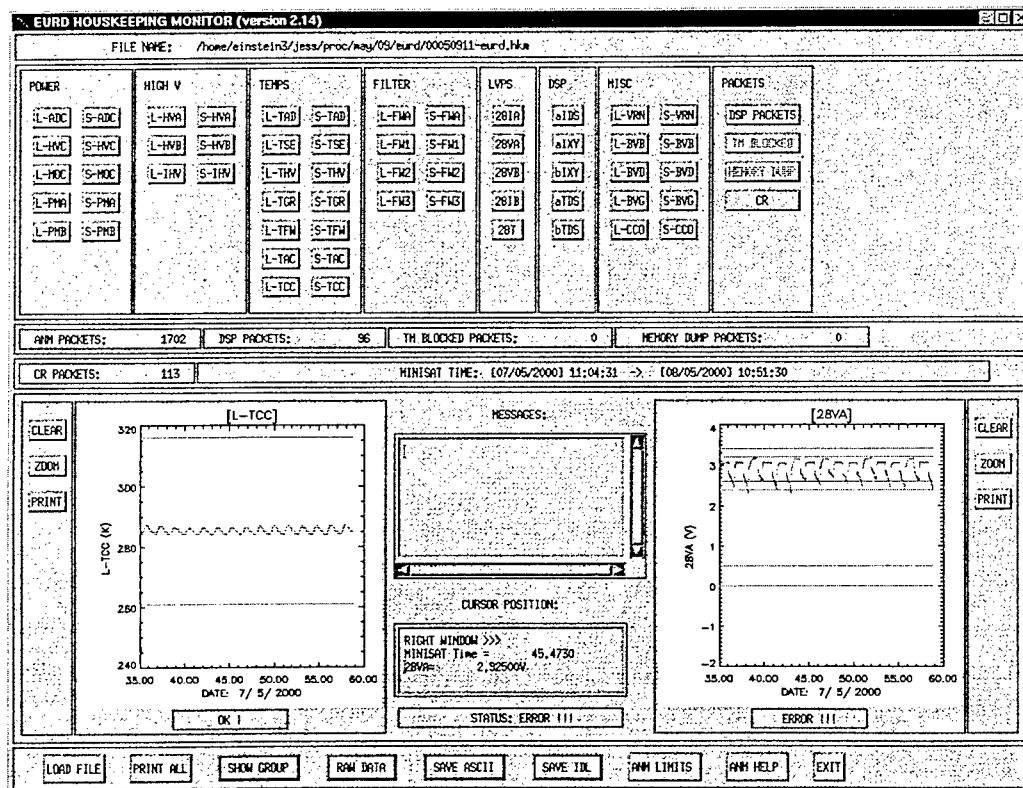 EURD HOUSKEEPING MONITOR (version 2.14)
FILE NAME: /home/einstein3/jess/proc/may/09/eurd/00050911-eurd.hkm
POWER
L-ADC S-ADC
L-HVC S-HVC
L-MOC S-MOC
L-PMA S-PMA
L-PMB S-PMB
HIGH V
L-HVA S-HVA
L-HVB S-HVB
L-IHV S-IHV
TEMPS
L-TAD S-TAD
L-TSE S-TSE
L-THV S-THV
L-TGR S-TGR
L-TFW S-TFW
L-TAC S-TAC
L-TCC S-TCC
FILTER
L-FWA S-FWA
L-FW1 S-FW1
L-FW2 S-FW2
L-FW3 S-FW3
LVPS
28IA
28VA
28VB
28IB
28T
DSP
aIDS
aIXY
bIXY
aTDS
bTDS
MISC
L-VRN S-VRN
L-BVB S-BVB
L-BVD S-BVD
L-BVG S-BVG
L-CCO S-CCO
PACKETS
DSP PACKETS
TM BLOCKED
MEMORY DUMP
CR
ANM PACKETS: 1702 DSP PACKETS: 96 TM BLOCKED PACKETS: 0 MEMORY DUMP PACKETS: 0
CR PACKETS: 113 MINISAT TIME: [07/05/2000] 11:04:31 -> [08/05/2000] 10:51:30
CLEAR
ZOOM
PRINT
[L-TCC]
320
300
280
260
240
L-TCC (K)
35.00 40.00 45.00 50.00 55.00 60.00
DATE: 7/ 5/ 2000
OK !
MESSAGES:
[
CURSOR POSITION:
RIGHT WINDOW >>>
MINISAT Time = 45.4730
28VA= 2.92500V
STATUS: ERROR !!!
[28VA]
4
3
2
1
0
-1
-2
28VA (V)
35.00 40.00 45.00 50.00 55.00 60.00
DATE: 7/ 5/ 2000
ERROR !!!
CLEAR
ZOOM
PRINT
LOAD FILE PRINT ALL SHOW GROUP RAW DATA SAVE ASCII SAVE IDL ANM LIMITS ANM HELP EXIT